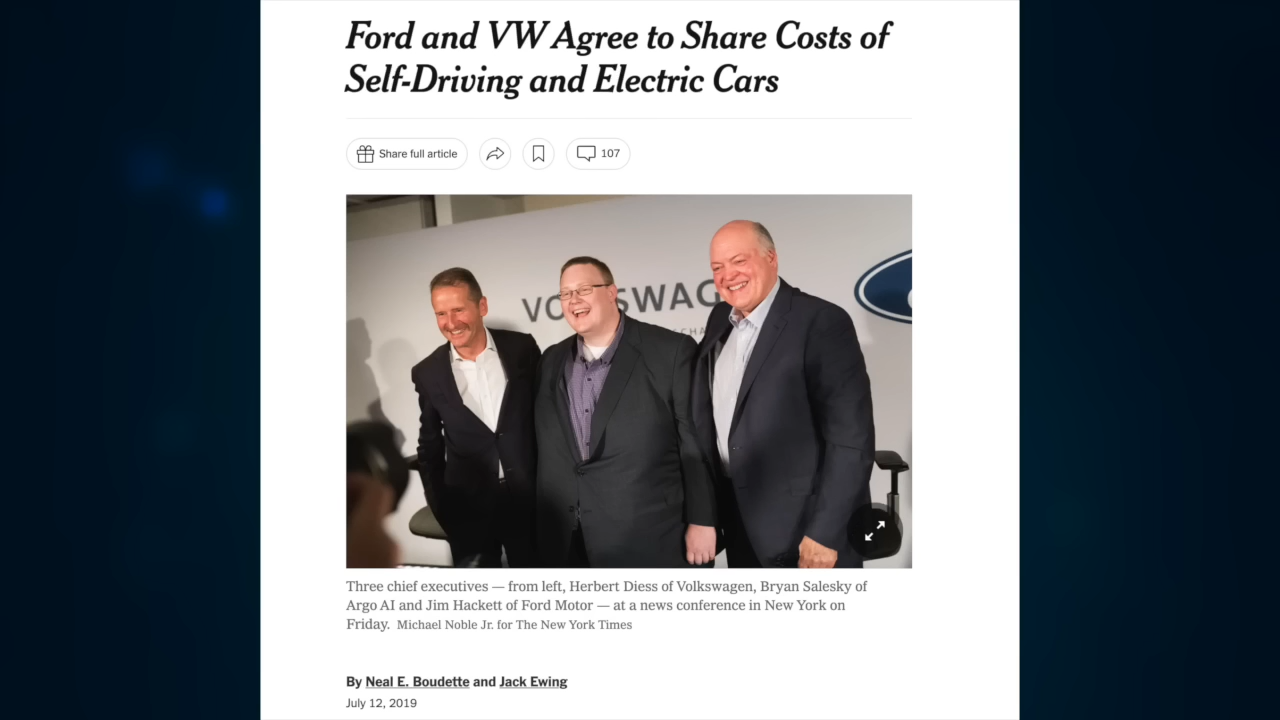 Ford and VW Agree to Share Costs of
Self-Driving and Electric Cars
Share full article
107
VO SWAG
SCHA
Three chief executives — from left, Herbert Diess of Volkswagen, Bryan Salesky of
Argo AI and Jim Hackett of Ford Motor — at a news conference in New York on
Friday. Michael Noble Jr. for The New York Times
By Neal E. Boudette and Jack Ewing
July 12, 2019